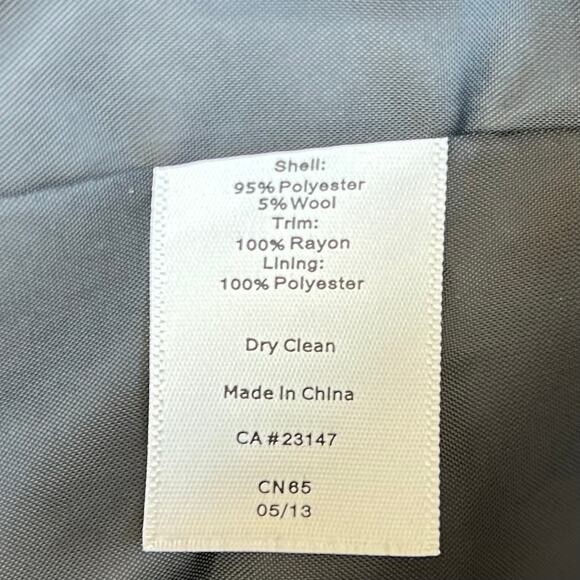 Shell:
95% Polyester
5% Wool
Trim:
100% Rayon
Lining:
100% Polyester
Dry Clean
Made in China
CA #23147
CN65
05/13